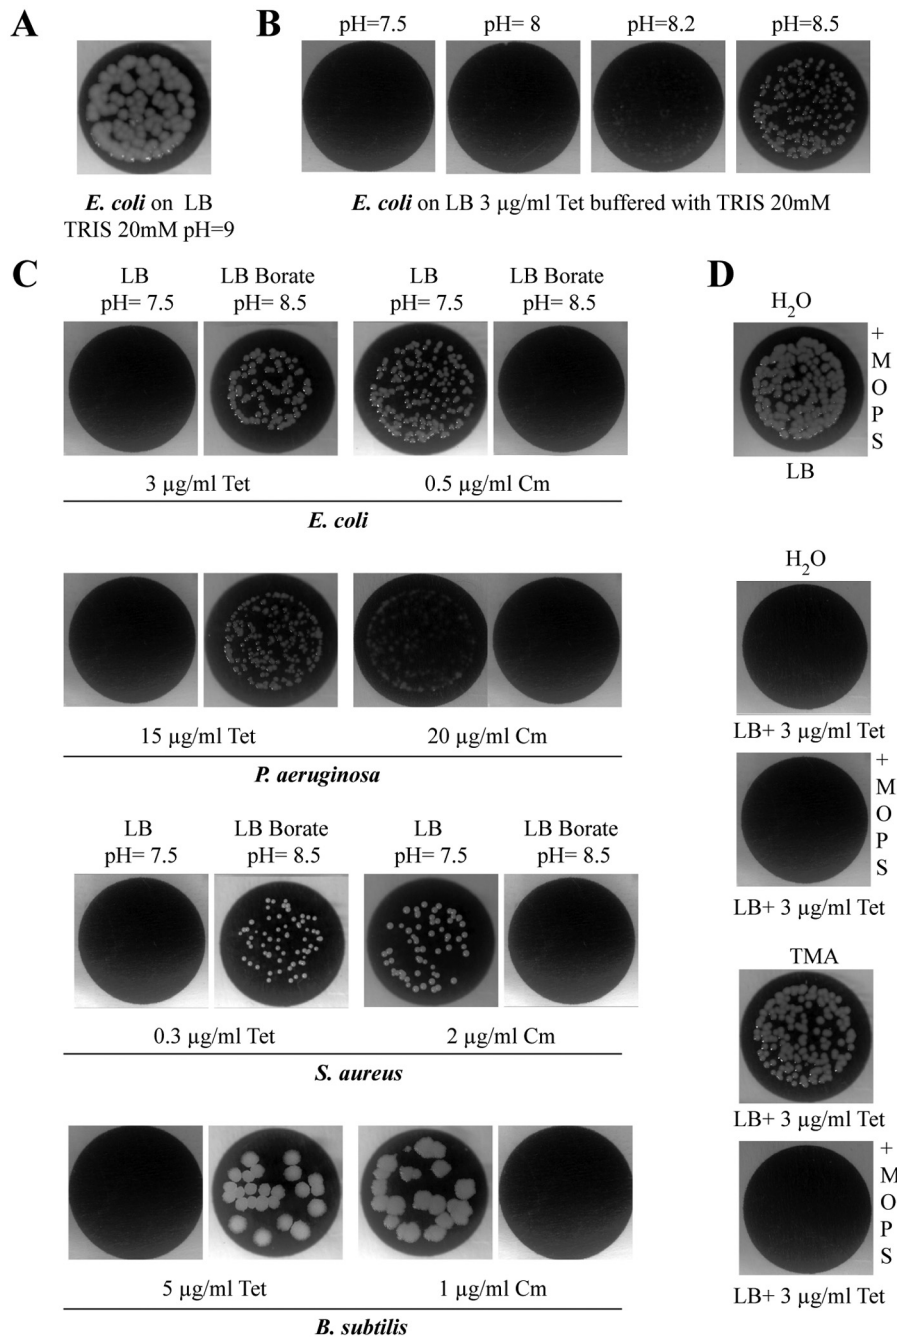 A
B
pH=7.5
pH= 8
pH=8.2
pH=8.5
E. coli on LB
TRIS 20mM pH=9
E. coli on LB 3 µg/ml Tet buffered with TRIS 20mM
C
LB
pH= 7.5
LB Borate
pH= 8.5
LB
pH= 7.5
LB Borate
pH= 8.5
3 µg/ml Tet
0.5 µg/ml Cm
E. coli
15 µg/ml Tet
20 µg/ml Cm
P. aeruginosa
LB
pH= 7.5
LB Borate
pH= 8.5
LB
pH= 7.5
LB Borate
pH= 8.5
0.3 µg/ml Tet
2 µg/ml Cm
S. aureus
5 µg/ml Tet
1 µg/ml Cm
B. subtilis
D
H₂O
+
M
O
P
S
LB
H₂O
LB+ 3 µg/ml Tet
+
M
O
P
S
LB+ 3 µg/ml Tet
TMA
LB+ 3 µg/ml Tet
+
M
O
P
S
LB+ 3 µg/ml Tet